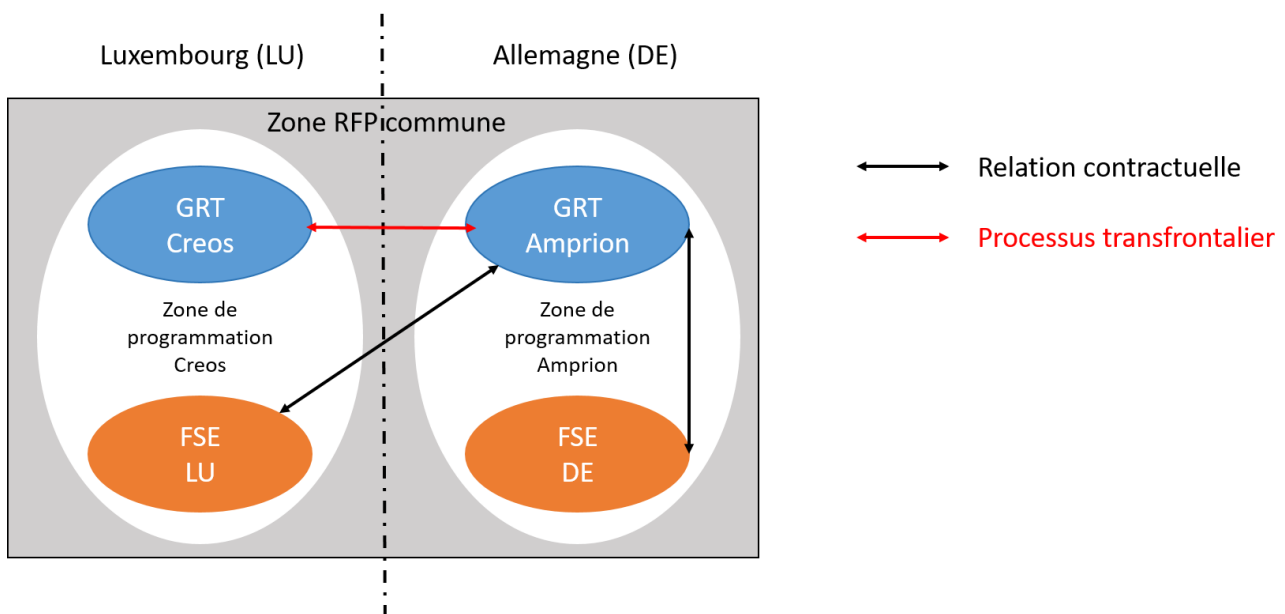 Luxembourg (LU)
Allemagne (DE)
Zone RFP commune
GRT
Creos
GRT
Amprion
Zone de
programmation
Creos
Zone de
programmation
Amprion
FSE
LU
FSE
DE
Relation contractuelle
Processus transfrontalier